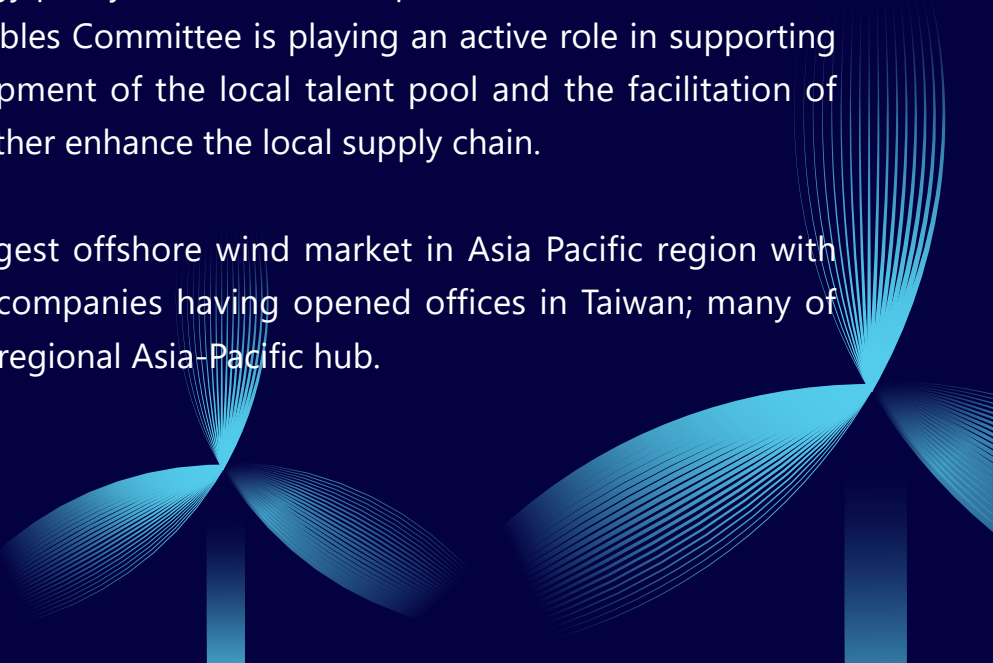 bles Committee is playing an active role in supporting
pment of the local talent pool and the facilitation of
ther enhance the local supply chain.
gest offshore wind market in Asia Pacific region with
companies having opened offices in Taiwan; many of
regional Asia-Pacific hub.